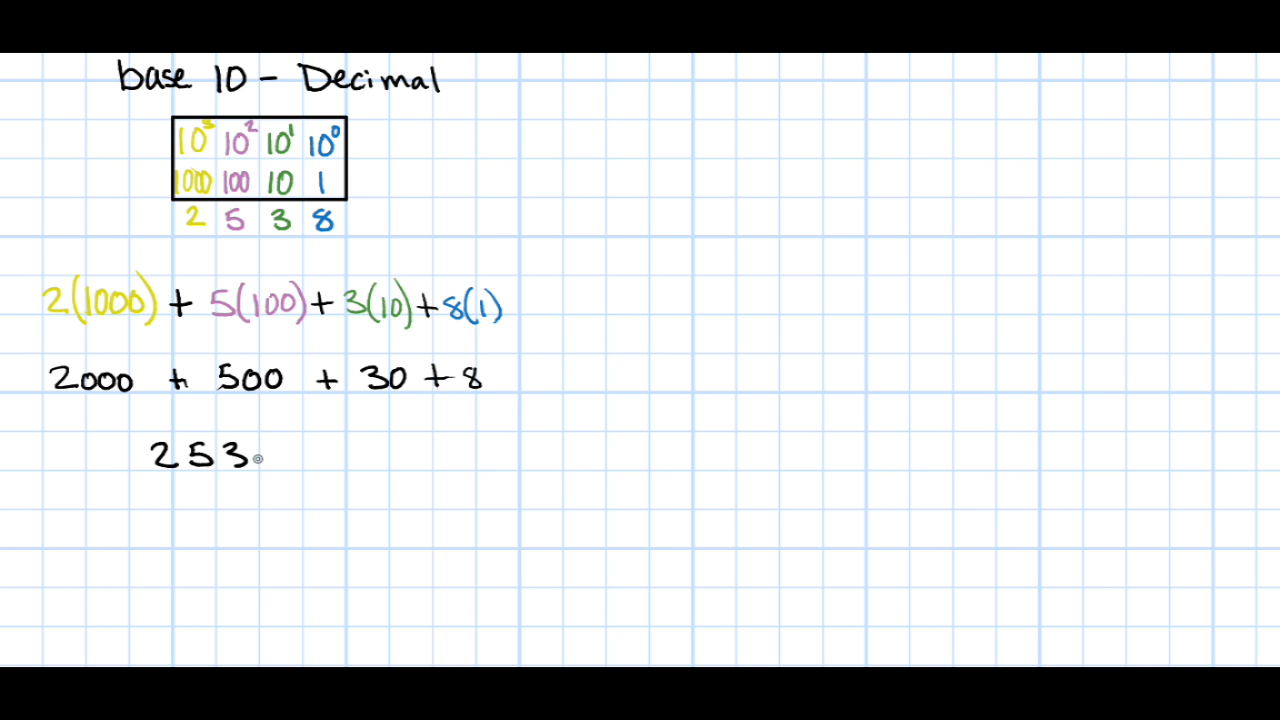 base 10 - Decimal
10³ 10² 10¹ 10⁰
1000 100 10 1
2 5 3 8
2(1000) + 5(100) + 3(10) + 8(1)
2000 + 500 + 30 + 8
253